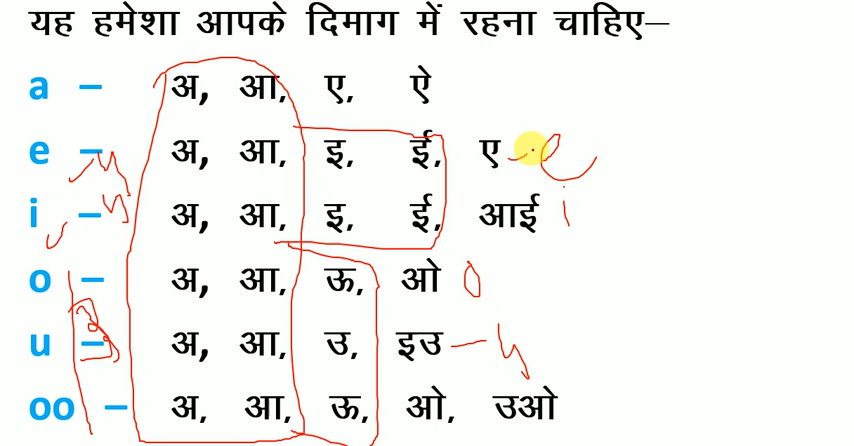 यह हमेशा आपके दिमाग में रहना चाहिए–
a – अ, आ, ए, ऐ
e – अ, आ, इ, ई, ए e
i – अ, आ, इ, ई, आई i
o – अ, आ, ऊ, ओ o
u – अ, आ, उ, इउ – y
oo – अ, आ, ऊ, ओ, उओ